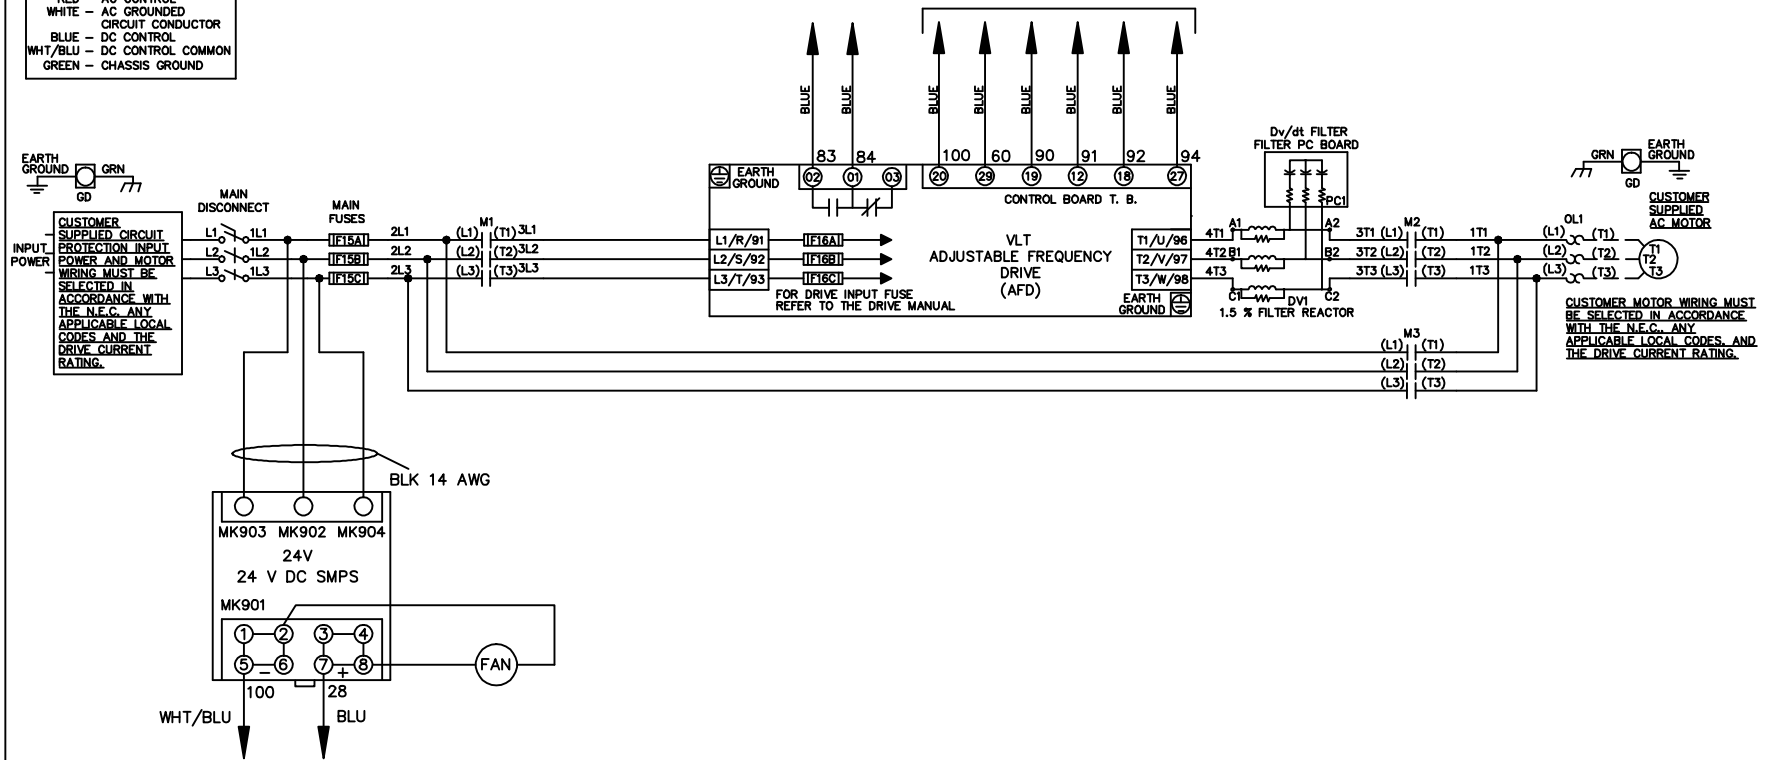 WHITE – AC GROUNDED
CIRCUIT CONDUCTOR
BLUE – DC CONTROL
WHT/BLU – DC CONTROL COMMON
GREEN – CHASSIS GROUND
BLUE BLUE BLUE BLUE BLUE BLUE BLUE BLUE
EARTH
GROUND
GRN
GD
INPUT
POWER
CUSTOMER
SUPPLIED CIRCUIT
PROTECTION INPUT
POWER AND MOTOR
WIRING MUST BE
SELECTED IN
ACCORDANCE WITH
THE N.E.C. ANY
APPLICABLE LOCAL
CODES AND THE
DRIVE CURRENT
RATING.
MAIN
DISCONNECT
L1 1L1
L2 1L2
L3 1L3
MAIN
FUSES
F15A 2L1
F15B 2L2
F15C 2L3
M1
(L1) (T1) 3L1
(L2) (T2) 3L2
(L3) (T3) 3L3
83 84 100 60 90 91 92 94
EARTH
GROUND
02 01 03 20 29 19 12 18 27
CONTROL BOARD T. B.
L1/R/91 F16A
L2/S/92 F16B
L3/T/93 F16C
FOR DRIVE INPUT FUSE
REFER TO THE DRIVE MANUAL
VLT
ADJUSTABLE FREQUENCY
DRIVE
(AFD)
T1/U/96
T2/V/97
T3/W/98
EARTH
GROUND
Dv/dt FILTER
FILTER PC BOARD
PC1
4T1 A1 A2
4T2 B1 B2
4T3 C1 C2
DV1
1.5 % FILTER REACTOR
M2
3T1 (L1) (T1) 1T1
3T2 (L2) (T2) 1T2
3T3 (L3) (T3) 1T3
M3
(L1) (T1)
(L2) (T2)
(L3) (T3)
OL1
(L1) (T1)
(L2) (T2)
(L3) (T3)
T1
T2
T3
GRN
EARTH
GROUND
GD
CUSTOMER
SUPPLIED
AC MOTOR
CUSTOMER MOTOR WIRING MUST
BE SELECTED IN ACCORDANCE
WITH THE N.E.C., ANY
APPLICABLE LOCAL CODES, AND
THE DRIVE CURRENT RATING.
BLK 14 AWG
MK903 MK902 MK904
24V
24 V DC SMPS
MK901
1 2 3 4
5 – 6 7 + 8
FAN
100 28
WHT/BLU BLU